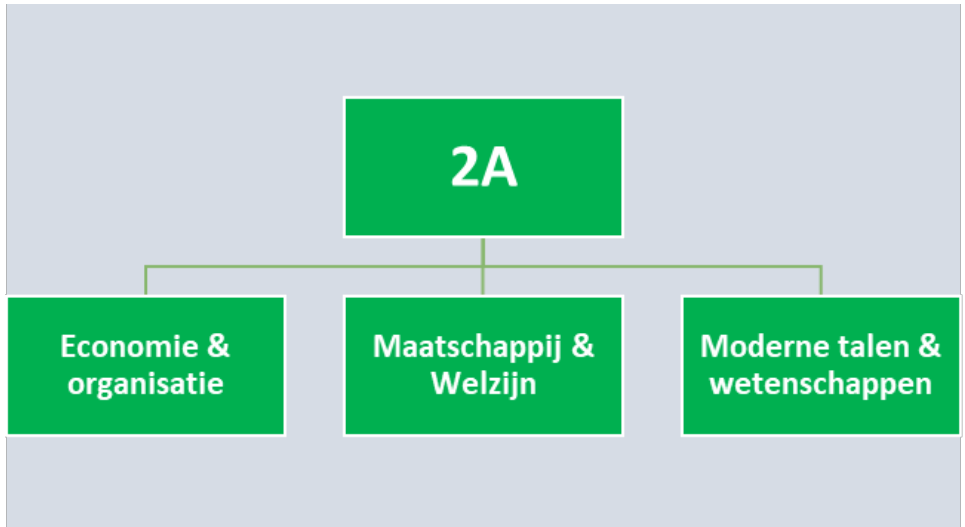 2A
Economie &
organisatie
Maatschappij &
Welzijn
Moderne talen &
wetenschappen